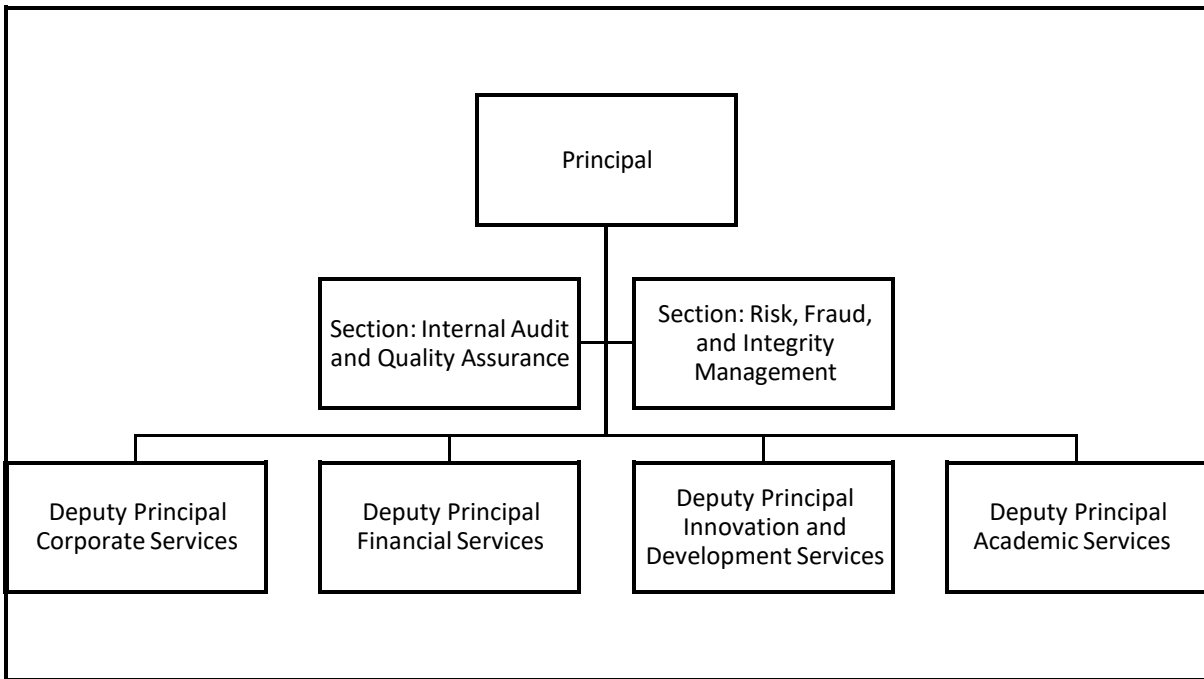 Principal
Section: Internal Audit
and Quality Assurance
Section: Risk, Fraud,
and Integrity
Management
Deputy Principal
Corporate Services
Deputy Principal
Financial Services
Deputy Principal
Innovation and
Development Services
Deputy Principal
Academic Services